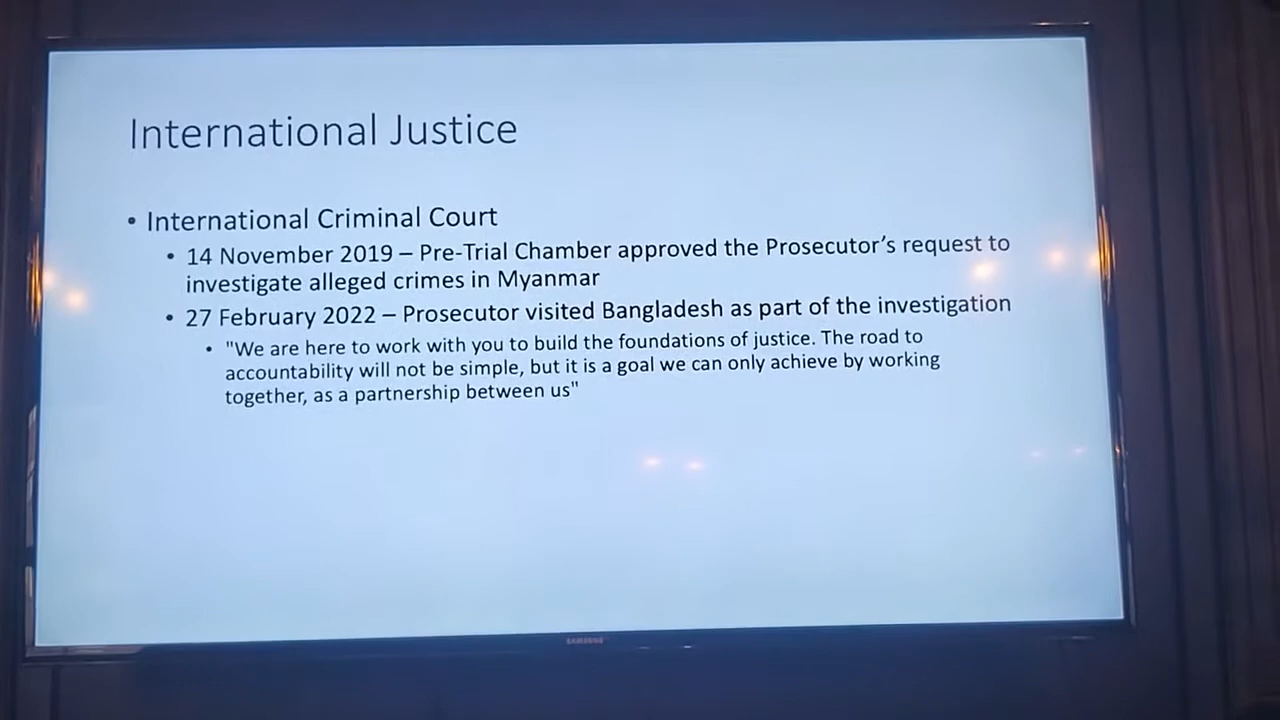 International Justice
• International Criminal Court
• 14 November 2019 – Pre-Trial Chamber approved the Prosecutor’s request to
investigate alleged crimes in Myanmar
• 27 February 2022 – Prosecutor visited Bangladesh as part of the investigation
• "We are here to work with you to build the foundations of justice. The road to
accountability will not be simple, but it is a goal we can only achieve by working
together, as a partnership between us"
SAMSUNG